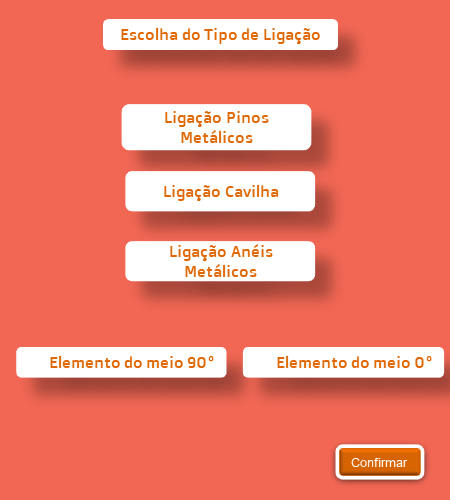 Escolha do Tipo de Ligação
Ligação Pinos
Metálicos
Ligação Cavilha
Ligação Anéis
Metálicos
Elemento do meio 90°
Elemento do meio 0°
Confirmar